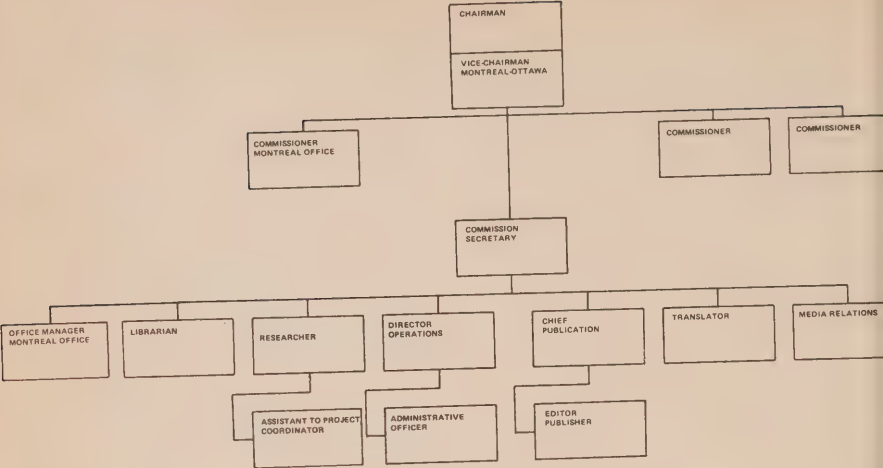 CHAIRMAN
VICE-CHAIRMAN
MONTREAL-OTTAWA
COMMISSIONER
MONTREAL OFFICE
COMMISSIONER
COMMISSIONER
COMMISSION
SECRETARY
OFFICE MANAGER
MONTREAL OFFICE
LIBRARIAN
RESEARCHER
DIRECTOR
OPERATIONS
CHIEF
PUBLICATION
TRANSLATOR
MEDIA RELATIONS
ASSISTANT TO PROJECT
COORDINATOR
ADMINISTRATIVE
OFFICER
EDITOR
PUBLISHER